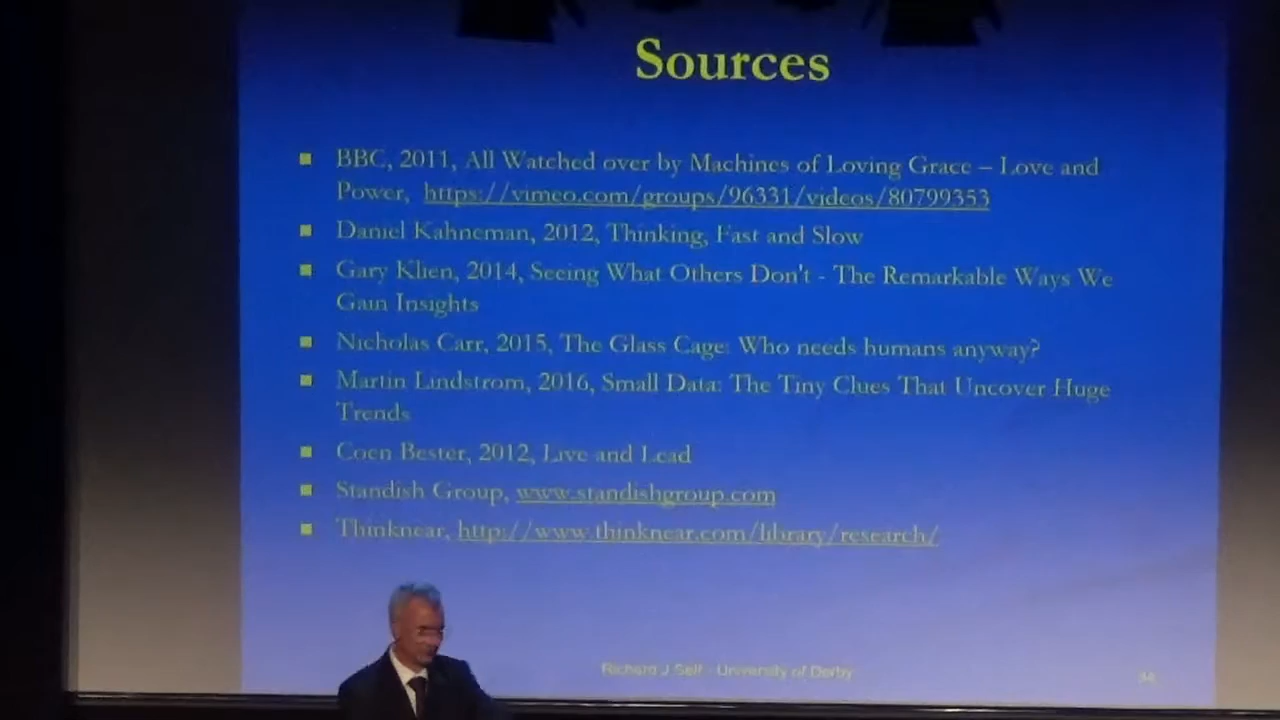 Sources
BBC, 2011, All Watched over by Machines of Loving Grace – Love and
Power, https://vimeo.com/groups/96331/videos/80799353
Daniel Kahneman, 2012, Thinking, Fast and Slow
Gary Klien, 2014, Seeing What Others Don't - The Remarkable Ways We
Gain Insights
Nicholas Carr, 2015, The Glass Cage: Who needs humans anyway?
Martin Lindstrom, 2016, Small Data: The Tiny Clues That Uncover Huge
Trends
Coen Bester, 2012, Live and Lead
Standish Group, www.standishgroup.com
Thinknear, http://www.thinknear.com/library/research/
Richard J Self - University of Derby
34